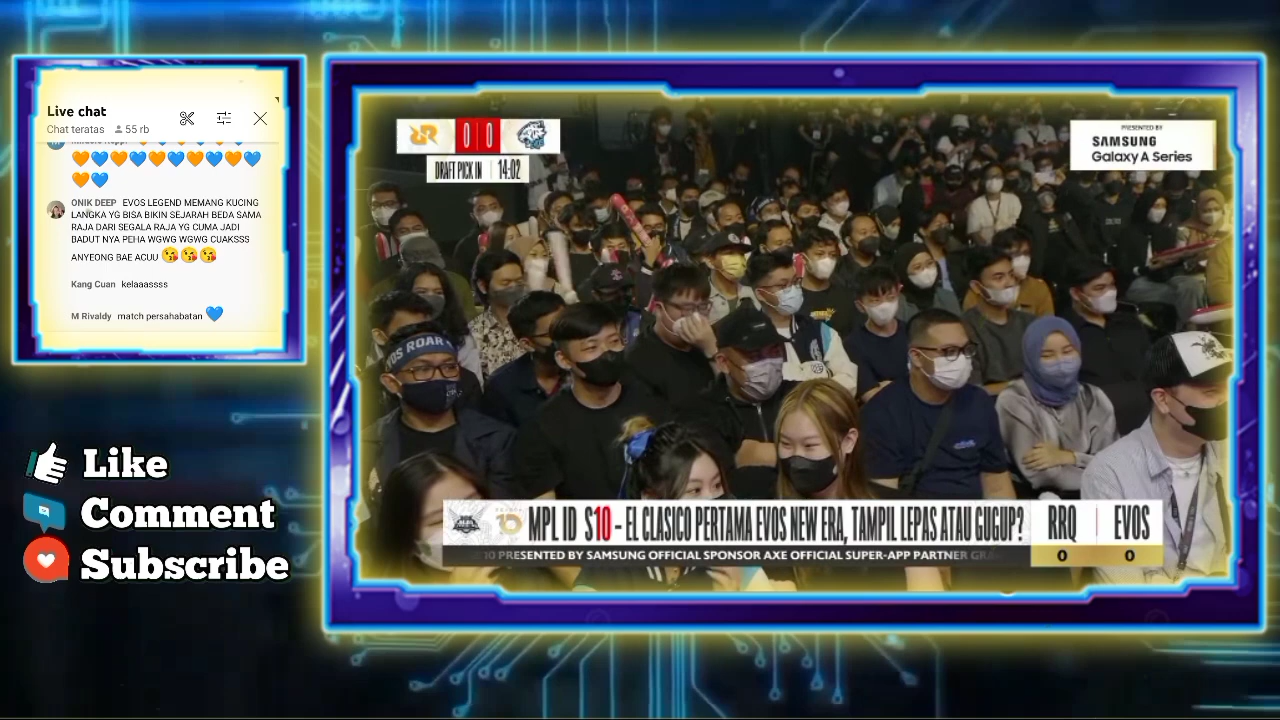 Live chat
Chat teratas 55 rb
ONIK DEEP EVOS LEGEND MEMANG KUCING
LANGKA YG BISA BIKIN SEJARAH BEDA SAMA
RAJA DARI SEGALA RAJA YG CUMA JADI
BADUT NYA PEHA WGWG WGWG CUAKSSS
ANYEONG BAE ACUU 😘😘😘
Kang Cuan kelaaassss
M Rivaldy match persahabatan 💙
Like
Comment
Subscribe
0 0
DRAFT PICK IN 14:02
PRESENTED BY
SAMSUNG
Galaxy A Series
MPL ID S10 - EL CLASICO PERTAMA EVOS NEW ERA, TAMPIL LEPAS ATAU GUGUP?
10 PRESENTED BY SAMSUNG OFFICIAL SPONSOR AXE OFFICIAL SUPER-APP PARTNER GRA
RRQ EVOS
0 0